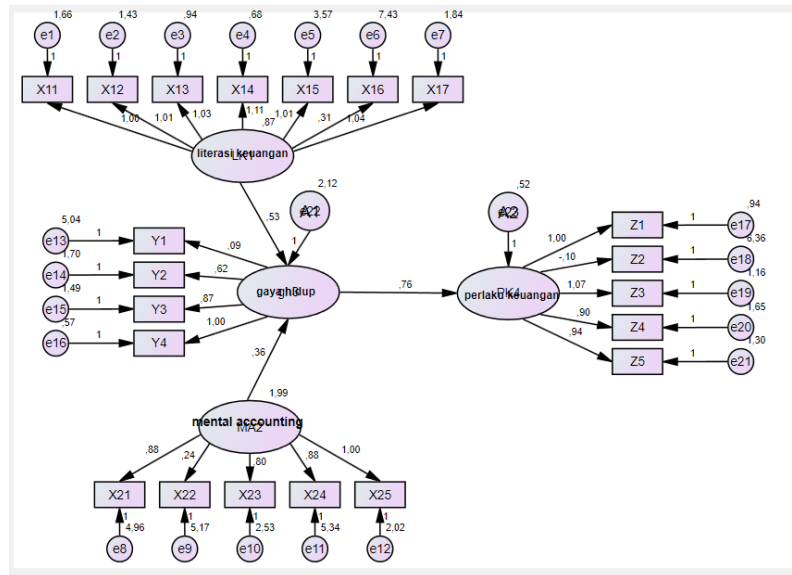 1,66 1,43 ,94 ,68 3,57 7,43 1,84
e1 e2 e3 e4 e5 e6 e7
1 1 1 1 1 1 1
X11 X12 X13 X14 X15 X16 X17
1,00 1,01 1,03 1,11 ,87 1,01 ,31 1,04
literasi keuangan
,53
2,12
A1
1
,52
A2
1
5,04
e13 1 Y1 ,09
1,70
e14 1 Y2 ,62
1,49
e15 1 Y3 ,87
,57
e16 1 Y4 1,00
gaya hidup
,76
perlaku keuangan
1,00 Z1 1 ,94 e17
-,10 Z2 1 6,36 e18
1,07 Z3 1 1,16 e19
,90 Z4 1 1,65 e20
,94 Z5 1 1,30 e21
,36
1,99
mental accounting
MA2
,88 ,24 ,80 ,88 1,00
X21 X22 X23 X24 X25
1 1 1 1 1
4,96 5,17 2,53 5,34 2,02
e8 e9 e10 e11 e12